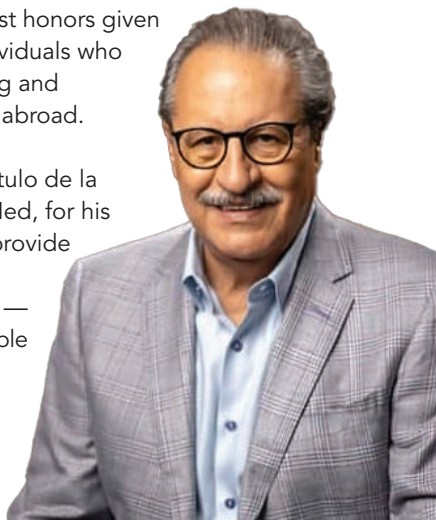 st honors given
viduals who
g and
abroad.
tulo de la
led, for his
provide
—
ble